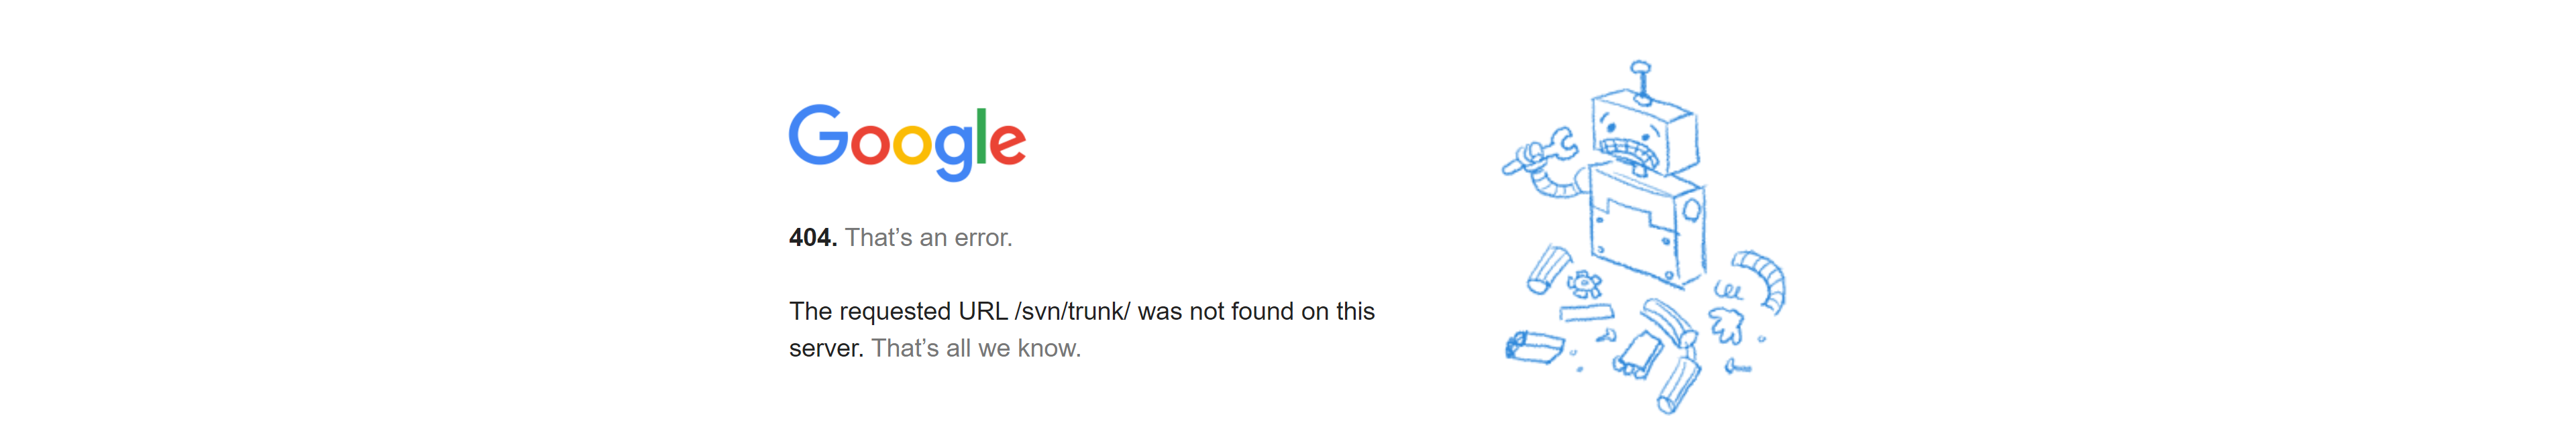 Google
404. That’s an error.
The requested URL /svn/trunk/ was not found on this
server. That’s all we know.